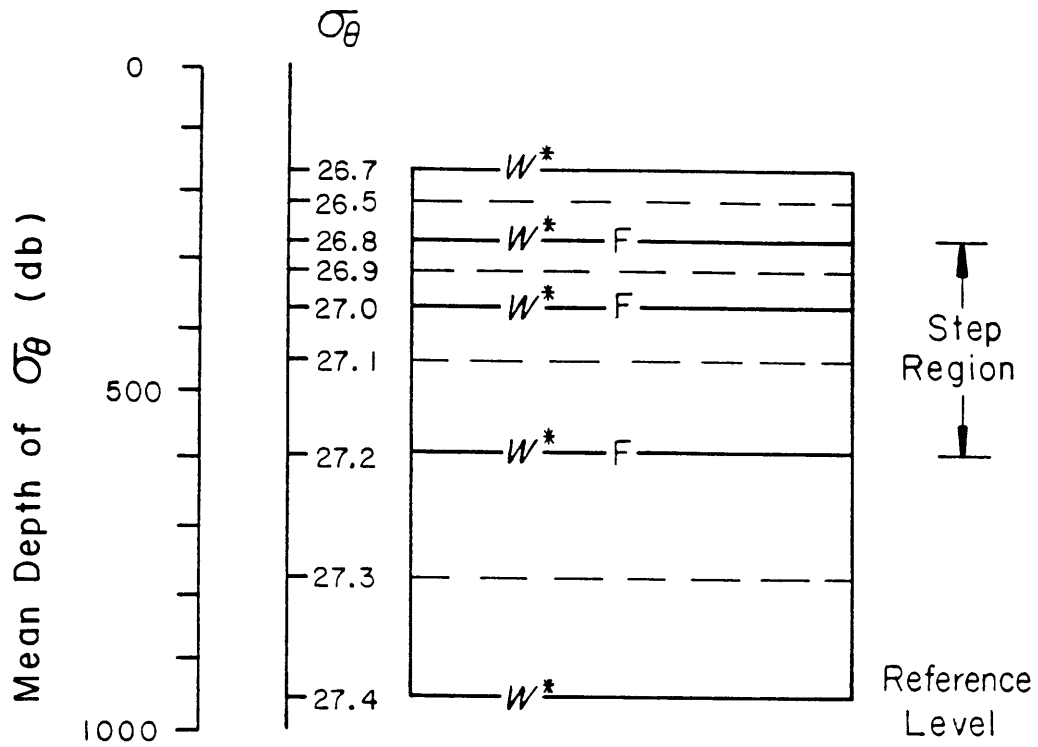 σθ
0
500
1000
Mean Depth of σθ (db)
26.7
26.5
26.8
26.9
27.0
27.1
27.2
27.3
27.4
W*
W* F
W* F
W* F
W*
Step
Region
Reference
Level